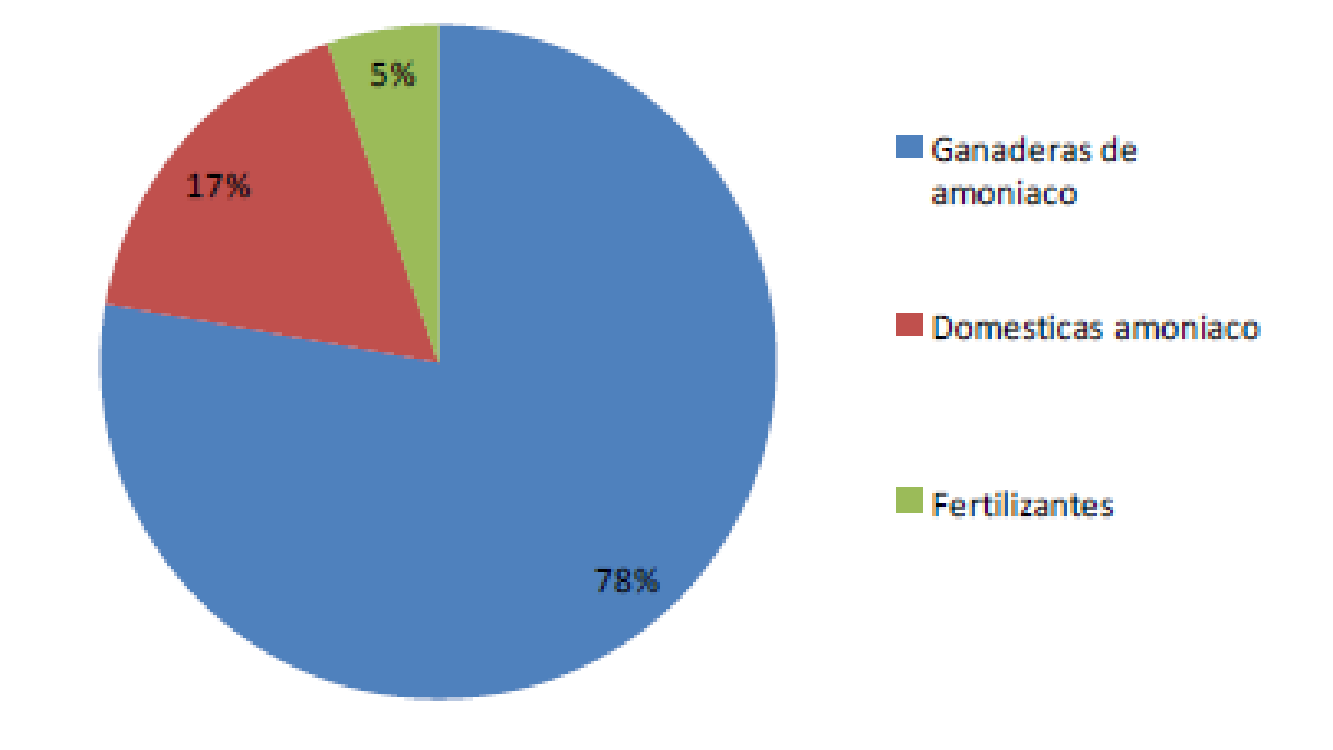 5%
17%
78%
Ganaderas de
amoniaco
Domesticas amoniaco
Fertilizantes